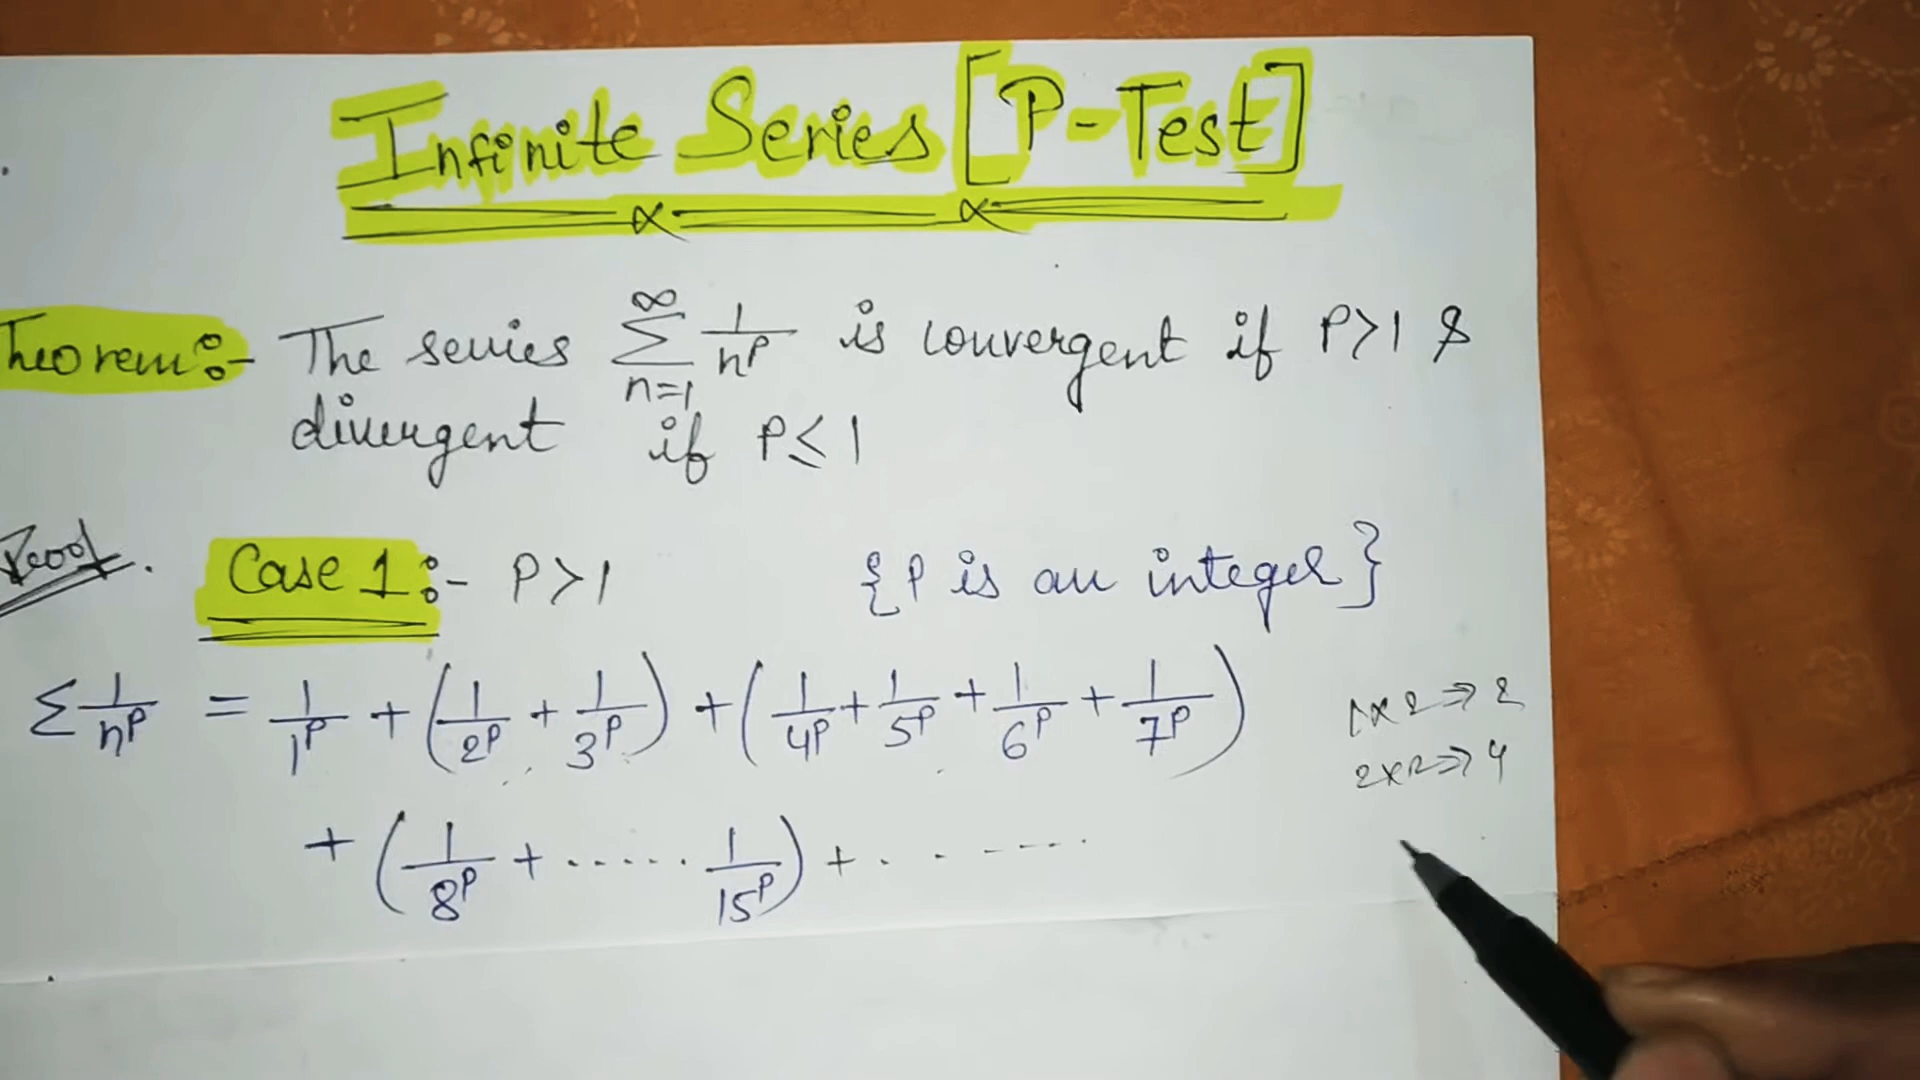 Infinite Series [P-Test]
Theorem:- The series ∑_{n=1}^{∞} 1/n^P is convergent if P>1 &
divergent if P≤1
Proof. Case 1:- P>1 {P is an integer}
∑ 1/n^P = 1/1^P + (1/2^P + 1/3^P) + (1/4^P + 1/5^P + 1/6^P + 1/7^P)
1×2⇒2
2×2⇒4
+ (1/8^P + ..... 1/15^P) + . . ....